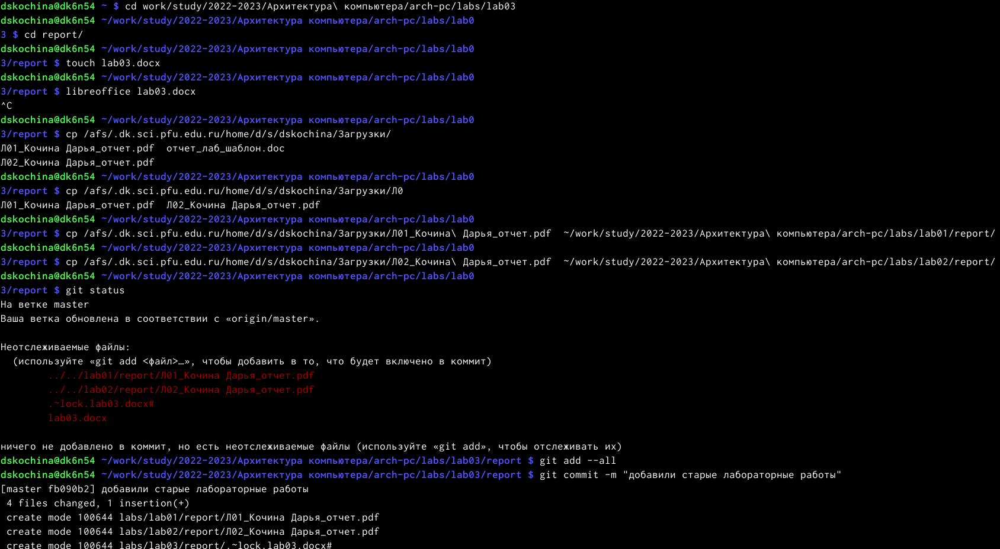 dskochina@dk6n54 ~ $ cd work/study/2022-2023/Архитектура\ компьютера/arch-pc/labs/lab03
dskochina@dk6n54 ~/work/study/2022-2023/Архитектура компьютера/arch-pc/labs/lab0
3 $ cd report/
dskochina@dk6n54 ~/work/study/2022-2023/Архитектура компьютера/arch-pc/labs/lab0
3/report $ touch lab03.docx
dskochina@dk6n54 ~/work/study/2022-2023/Архитектура компьютера/arch-pc/labs/lab0
3/report $ libreoffice lab03.docx
^C
dskochina@dk6n54 ~/work/study/2022-2023/Архитектура компьютера/arch-pc/labs/lab0
3/report $ cp /afs/.dk.sci.pfu.edu.ru/home/d/s/dskochina/Загрузки/
Л01_Кочина Дарья_отчет.pdf  отчет_лаб_шаблон.doc
Л02_Кочина Дарья_отчет.pdf
dskochina@dk6n54 ~/work/study/2022-2023/Архитектура компьютера/arch-pc/labs/lab0
3/report $ cp /afs/.dk.sci.pfu.edu.ru/home/d/s/dskochina/Загрузки/Л0
Л01_Кочина Дарья_отчет.pdf  Л02_Кочина Дарья_отчет.pdf
dskochina@dk6n54 ~/work/study/2022-2023/Архитектура компьютера/arch-pc/labs/lab0
3/report $ cp /afs/.dk.sci.pfu.edu.ru/home/d/s/dskochina/Загрузки/Л01_Кочина\ Дарья_отчет.pdf  ~/work/study/2022-2023/Архитектура\ компьютера/arch-pc/labs/lab01/report/
dskochina@dk6n54 ~/work/study/2022-2023/Архитектура компьютера/arch-pc/labs/lab0
3/report $ cp /afs/.dk.sci.pfu.edu.ru/home/d/s/dskochina/Загрузки/Л02_Кочина\ Дарья_отчет.pdf  ~/work/study/2022-2023/Архитектура\ компьютера/arch-pc/labs/lab02/report/
dskochina@dk6n54 ~/work/study/2022-2023/Архитектура компьютера/arch-pc/labs/lab0
3/report $ git status
На ветке master
Ваша ветка обновлена в соответствии с «origin/master».
Неотслеживаемые файлы:
  (используйте «git add <файл>…», чтобы добавить в то, что будет включено в коммит)
        ../../lab01/report/Л01_Кочина Дарья_отчет.pdf
        ../../lab02/report/Л02_Кочина Дарья_отчет.pdf
        .~lock.lab03.docx#
        lab03.docx
ничего не добавлено в коммит, но есть неотслеживаемые файлы (используйте «git add», чтобы отслеживать их)
dskochina@dk6n54 ~/work/study/2022-2023/Архитектура компьютера/arch-pc/labs/lab03/report $ git add --all
dskochina@dk6n54 ~/work/study/2022-2023/Архитектура компьютера/arch-pc/labs/lab03/report $ git commit -m "добавили старые лабораторные работы"
[master fb090b2] добавили старые лабораторные работы
 4 files changed, 1 insertion(+)
 create mode 100644 labs/lab01/report/Л01_Кочина Дарья_отчет.pdf
 create mode 100644 labs/lab02/report/Л02_Кочина Дарья_отчет.pdf
 create mode 100644 labs/lab03/report/.~lock.lab03.docx#